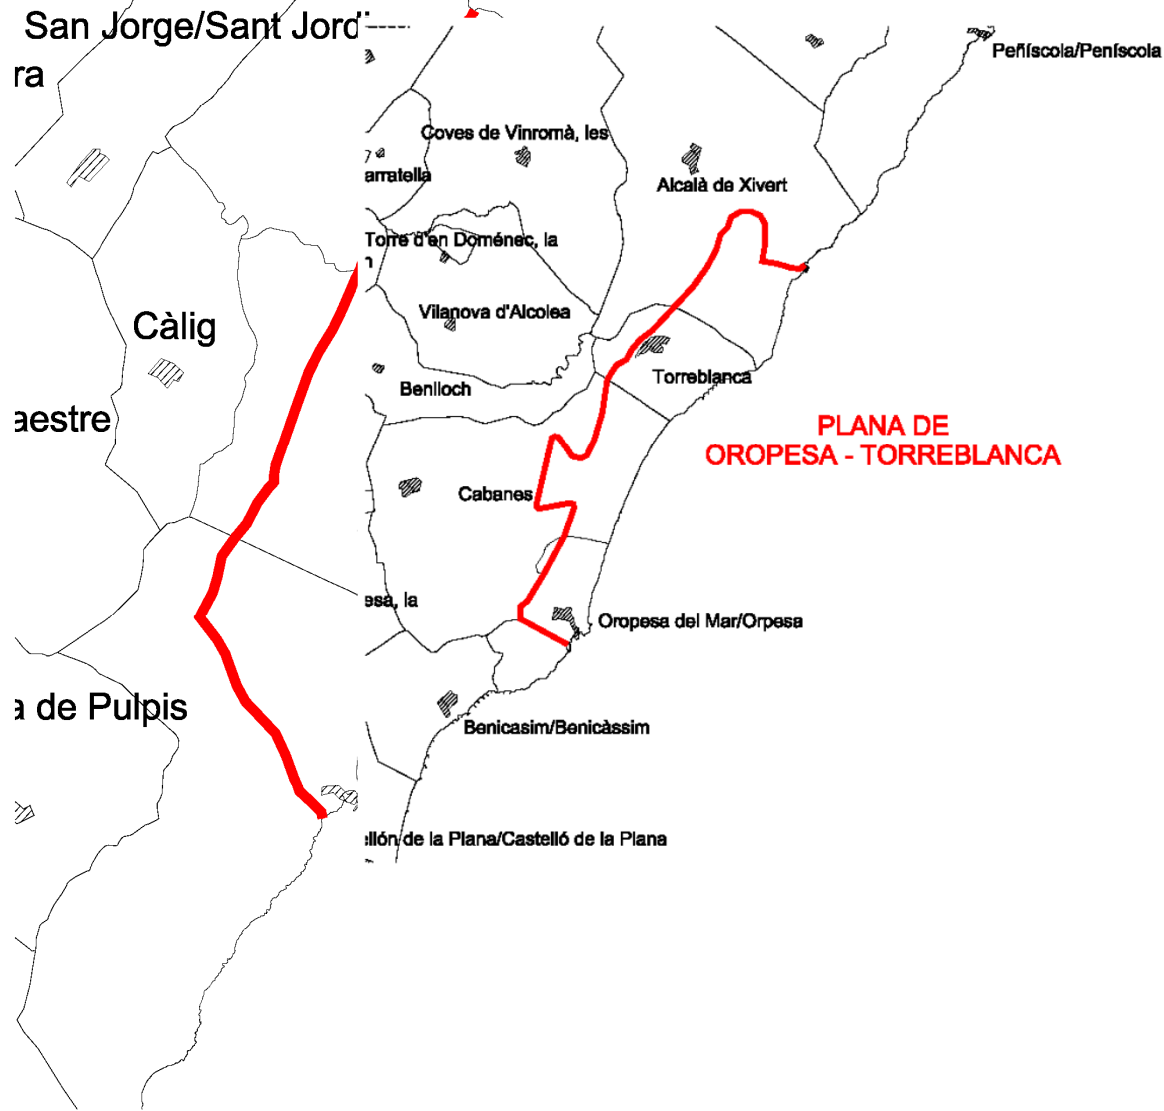 San Jorge/Sant Jordi
ra
Càlig
aestre
a de Pulpis
Peñíscola/Peníscola
Coves de Vinromà, les
arratella
Alcalà de Xivert
Torre d'en Doménec, la
n
Vilanova d'Alcolea
Benlloch
Torreblanca
PLANA DE
OROPESA - TORREBLANCA
Cabanes
esa, la
Oropesa del Mar/Orpesa
Benicasim/Benicàssim
llón de la Plana/Castelló de la Plana